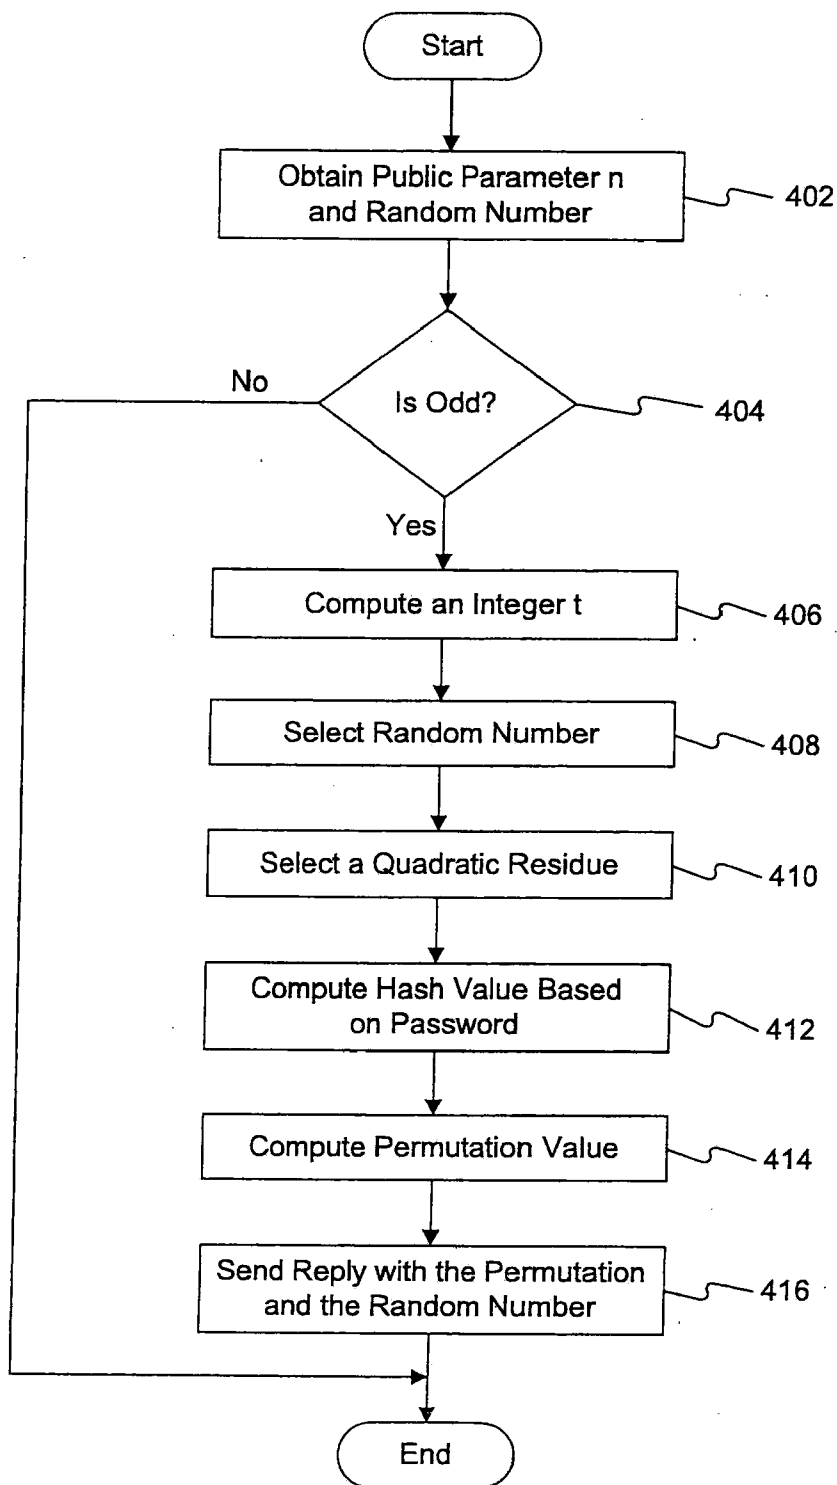 Start
Obtain Public Parameter n
and Random Number
402
Is Odd?
404
No
Yes
Compute an Integer t
406
Select Random Number
408
Select a Quadratic Residue
410
Compute Hash Value Based
on Password
412
Compute Permutation Value
414
Send Reply with the Permutation
and the Random Number
416
End